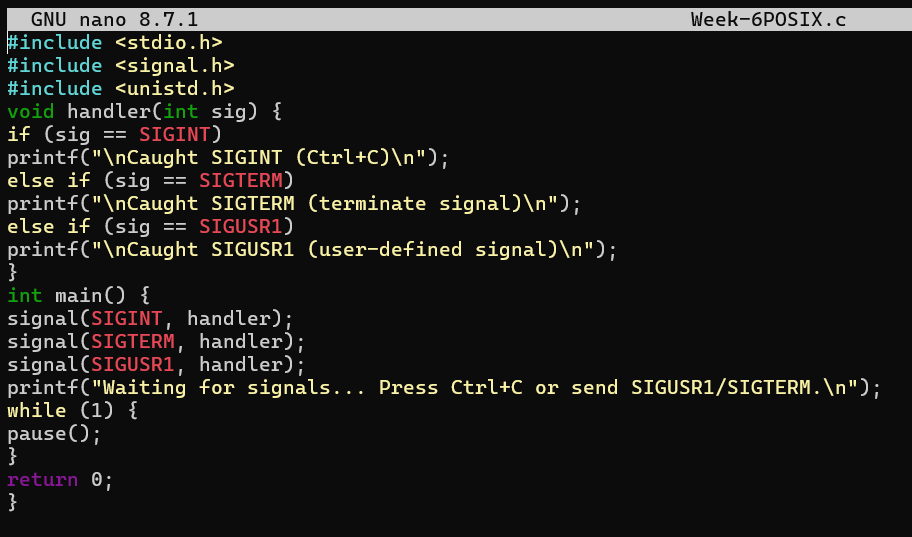 GNU nano 8.7.1 Week-6POSIX.c
#include <stdio.h>
#include <signal.h>
#include <unistd.h>
void handler(int sig) {
if (sig == SIGINT)
printf("\nCaught SIGINT (Ctrl+C)\n");
else if (sig == SIGTERM)
printf("\nCaught SIGTERM (terminate signal)\n");
else if (sig == SIGUSR1)
printf("\nCaught SIGUSR1 (user-defined signal)\n");
}
int main() {
signal(SIGINT, handler);
signal(SIGTERM, handler);
signal(SIGUSR1, handler);
printf("Waiting for signals... Press Ctrl+C or send SIGUSR1/SIGTERM.\n");
while (1) {
pause();
}
return 0;
}